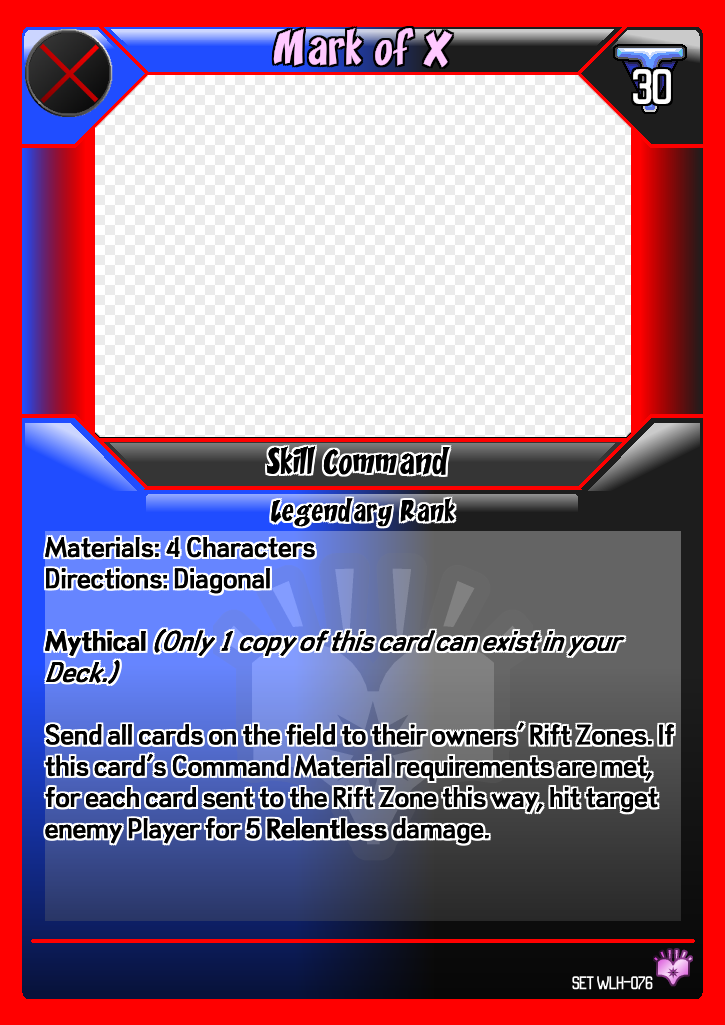 Mark of X
30
Skill Command
Legendary Rank
Materials: 4 Characters
Directions: Diagonal
Mythical (Only 1 copy of this card can exist in your
Deck.)
Send all cards on the field to their owners' Rift Zones. If
this card's Command Material requirements are met,
for each card sent to the Rift Zone this way, hit target
enemy Player for 5 Relentless damage.
SET WLH-076